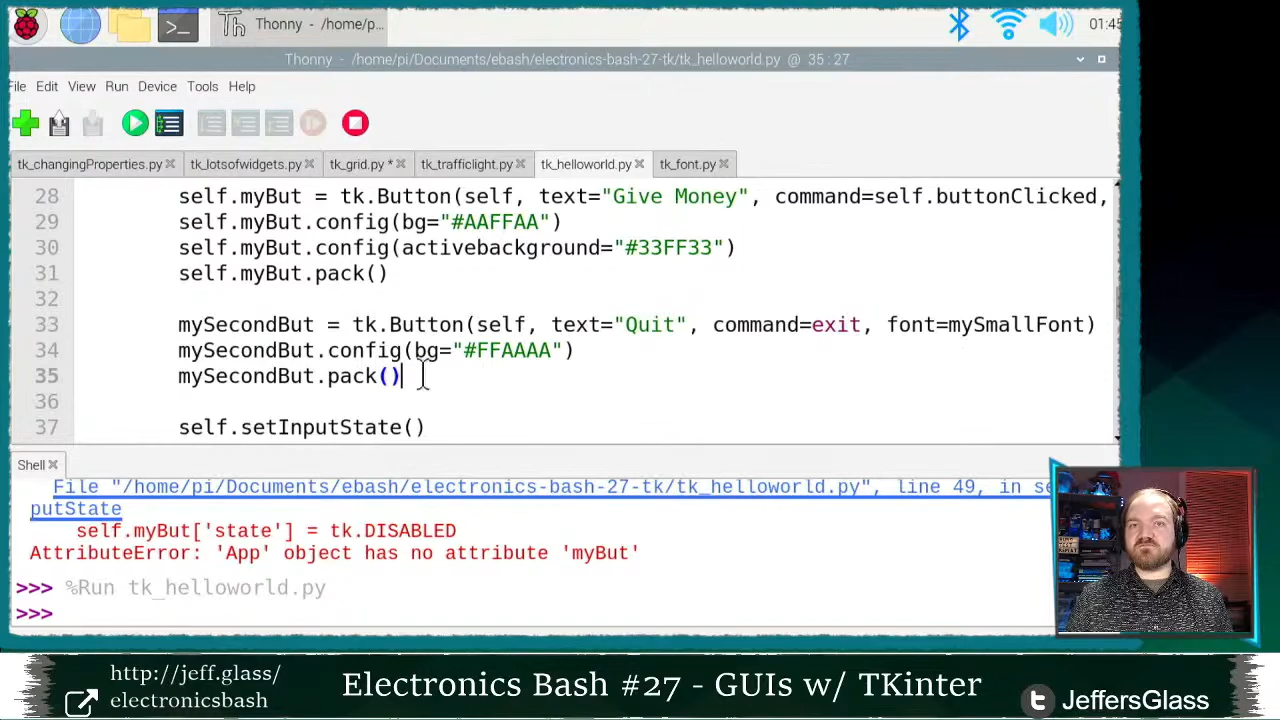 Thonny - /home/p...
01:45
Thonny - /home/pi/Documents/ebash/electronics-bash-27-tk/tk_helloworld.py @ 35 : 27
File Edit View Run Device Tools Help
tk_changingProperties.py tk_lotsofwidgets.py tk_grid.py * tk_trafficlight.py tk_helloworld.py tk_font.py
28 self.myBut = tk.Button(self, text="Give Money", command=self.buttonClicked,
29 self.myBut.config(bg="#AAFFAA")
30 self.myBut.config(activebackground="#33FF33")
31 self.myBut.pack()
32
33 mySecondBut = tk.Button(self, text="Quit", command=exit, font=mySmallFont)
34 mySecondBut.config(bg="#FFAAAA")
35 mySecondBut.pack()
36
37 self.setInputState()
Shell
File "/home/pi/Documents/ebash/electronics-bash-27-tk/tk_helloworld.py", line 49, in se
putState
self.myBut['state'] = tk.DISABLED
AttributeError: 'App' object has no attribute 'myBut'
>>> %Run tk_helloworld.py
>>>
http://jeff.glass/
electronicsbash
Electronics Bash #27 - GUIs w/ TKinter
JeffersGlass